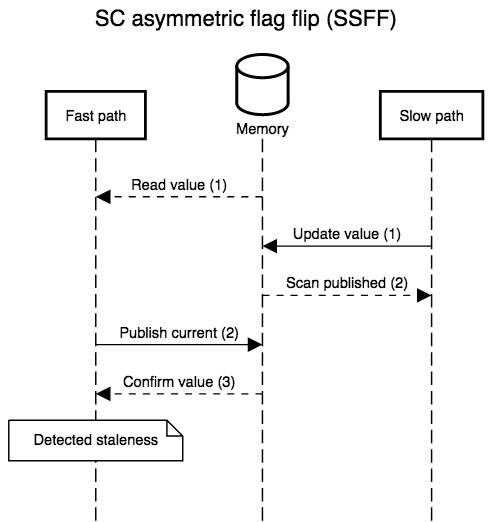 SC asymmetric flag flip (SSFF)
Fast path
Memory
Slow path
Read value (1)
Update value (1)
Scan published (2)
Publish current (2)
Confirm value (3)
Detected staleness